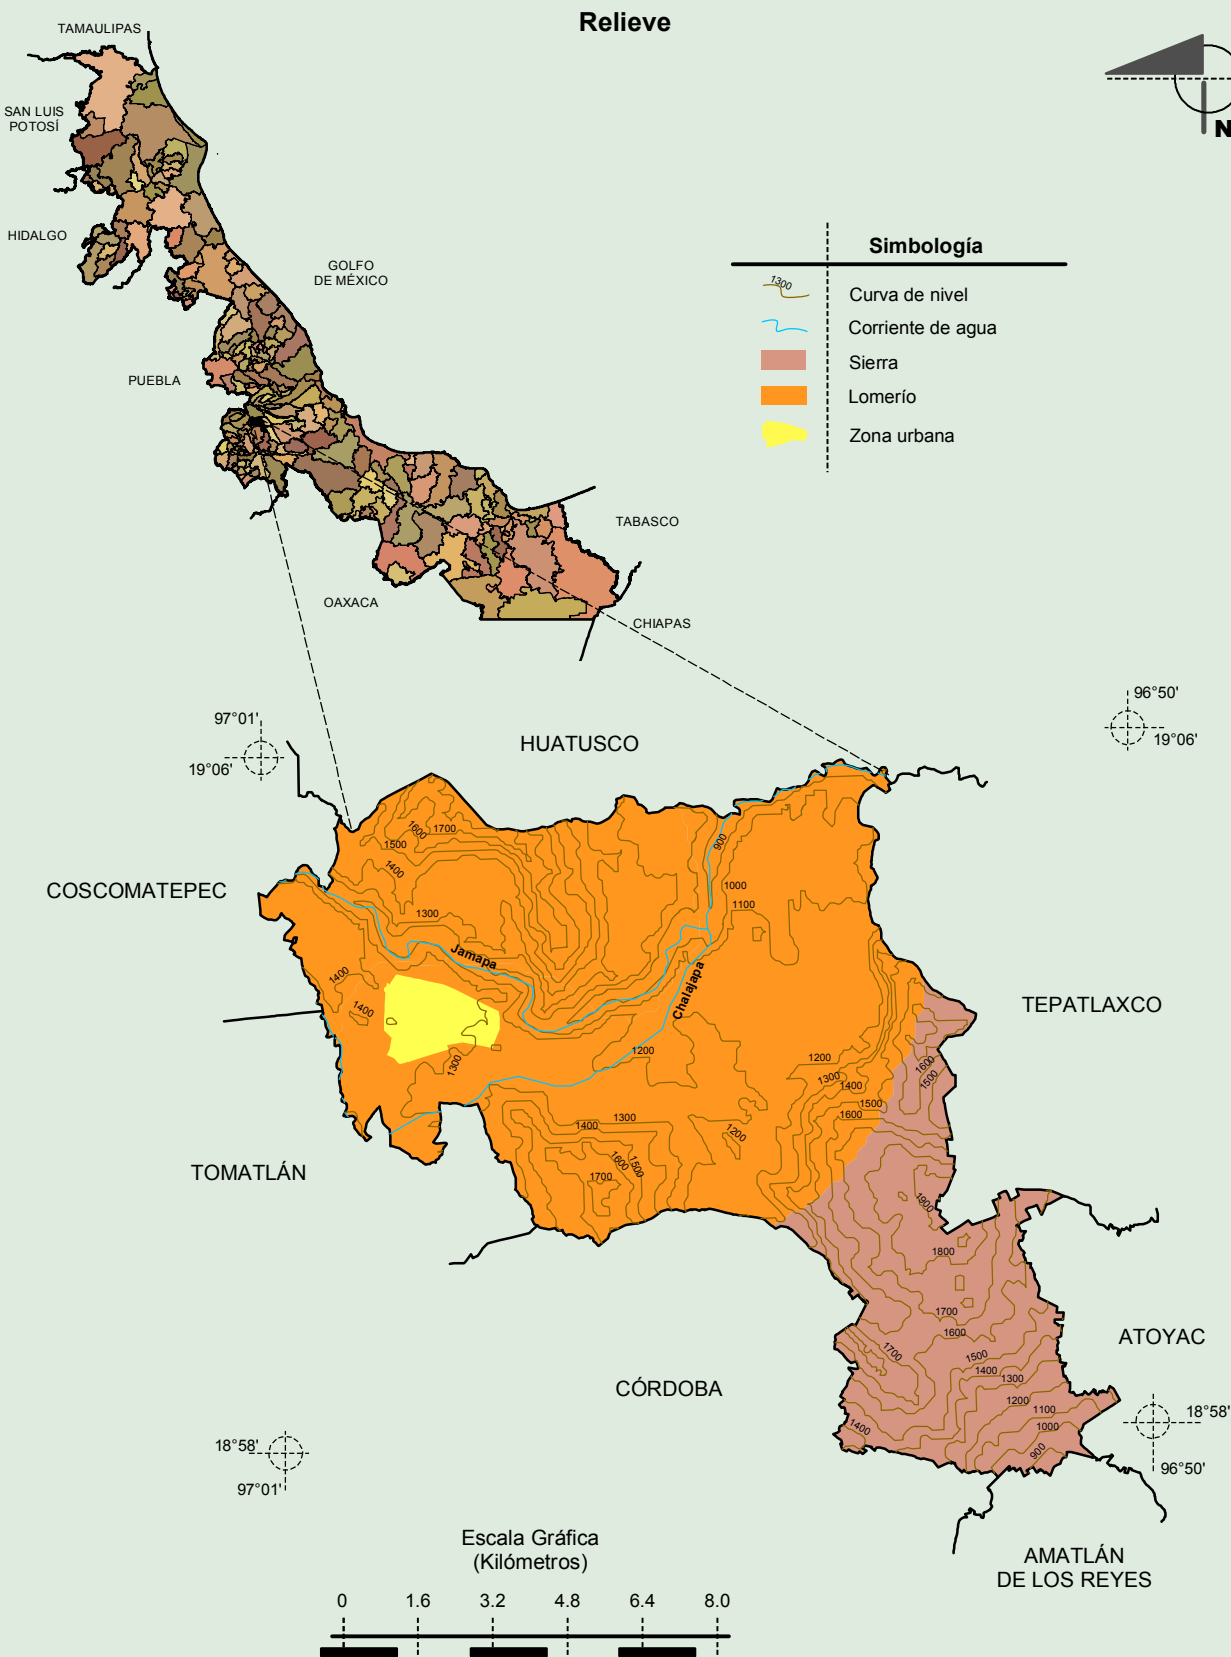 Relieve
TAMAULIPAS
SAN LUIS
POTOSÍ
HIDALGO
GOLFO
DE MÉXICO
PUEBLA
TABASCO
OAXACA
CHIAPAS
N
Simbología
1300
Curva de nivel
Corriente de agua
Sierra
Lomerío
Zona urbana
97°01'
19°06'
96°50'
19°06'
HUATUSCO
COSCOMATEPEC
TEPATLAXCO
TOMATLÁN
CÓRDOBA
ATOYAC
AMATLÁN
DE LOS REYES
1600
1700
1500
1400
1300
900
1000
1100
Jamapa
Chalajapa
1400
1400
1300
1200
1200
1300
1400
1500
1600
1600
1500
1300
1400
1200
1600
1500
1700
1900
1800
1700
1600
1700
1500
1400
1300
1200
1100
1000
900
1400
18°58'
97°01'
18°58'
96°50'
Escala Gráfica
(Kilómetros)
0 1.6 3.2 4.8 6.4 8.0